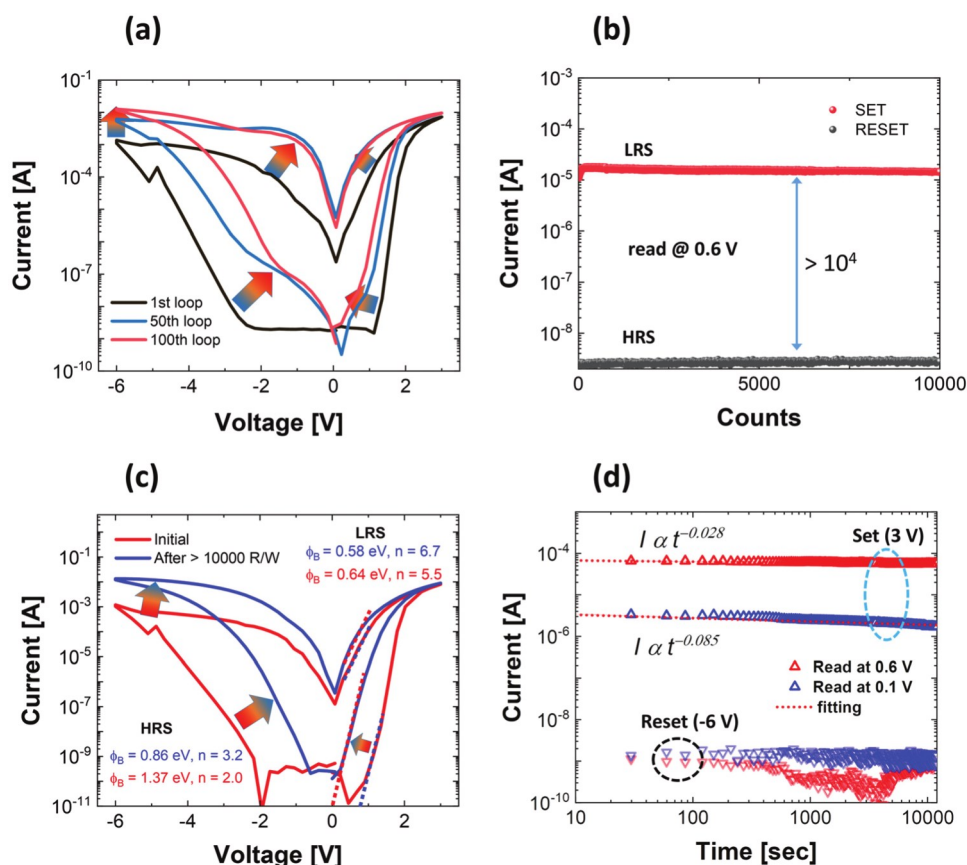 (a)
10⁻¹
10⁻⁴
10⁻⁷
10⁻¹⁰
Current [A]
1st loop
50th loop
100th loop
-6 -4 -2 0 2
Voltage [V]
(b)
10⁻³
10⁻⁴
10⁻⁵
10⁻⁶
10⁻⁷
10⁻⁸
Current [A]
SET
RESET
LRS
read @ 0.6 V
> 10⁴
HRS
0 5000 10000
Counts
(c)
10⁻¹
10⁻³
10⁻⁵
10⁻⁷
10⁻⁹
10⁻¹¹
Current [A]
Initial
After > 10000 R/W
LRS
ϕB = 0.58 eV, n = 6.7
ϕB = 0.64 eV, n = 5.5
HRS
ϕB = 0.86 eV, n = 3.2
ϕB = 1.37 eV, n = 2.0
-6 -4 -2 0 2
Voltage [V]
(d)
10⁻²
10⁻⁴
10⁻⁶
10⁻⁸
10⁻¹⁰
Current [A]
I α t⁻⁰·⁰²⁸
Set (3 V)
I α t⁻⁰·⁰⁸⁵
Read at 0.6 V
Read at 0.1 V
fitting
Reset (-6 V)
10 100 1000 10000
Time [sec]